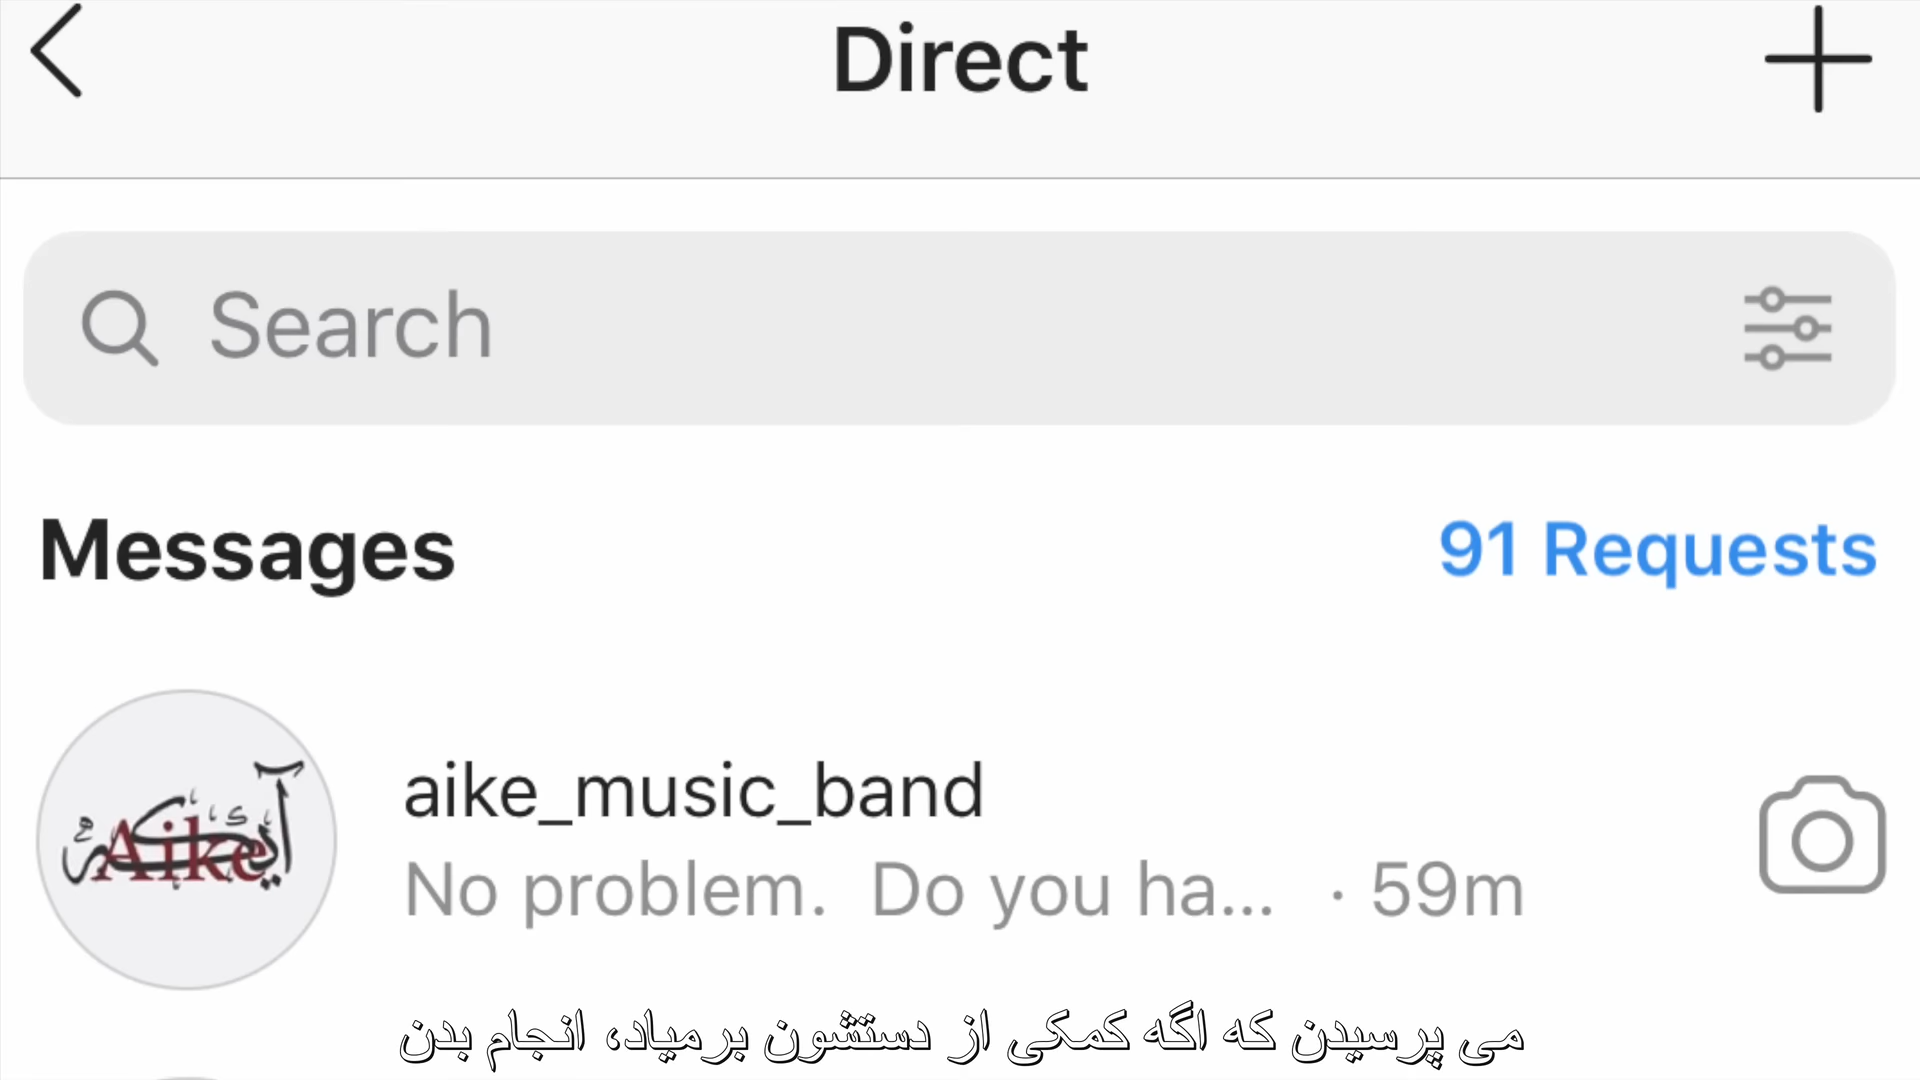 Direct
Search
Messages
91 Requests
Aike
aike_music_band
No problem. Do you ha... · 59m
می پرسیدن که اگه کمکی از دستشون برمیاد، انجام بدن